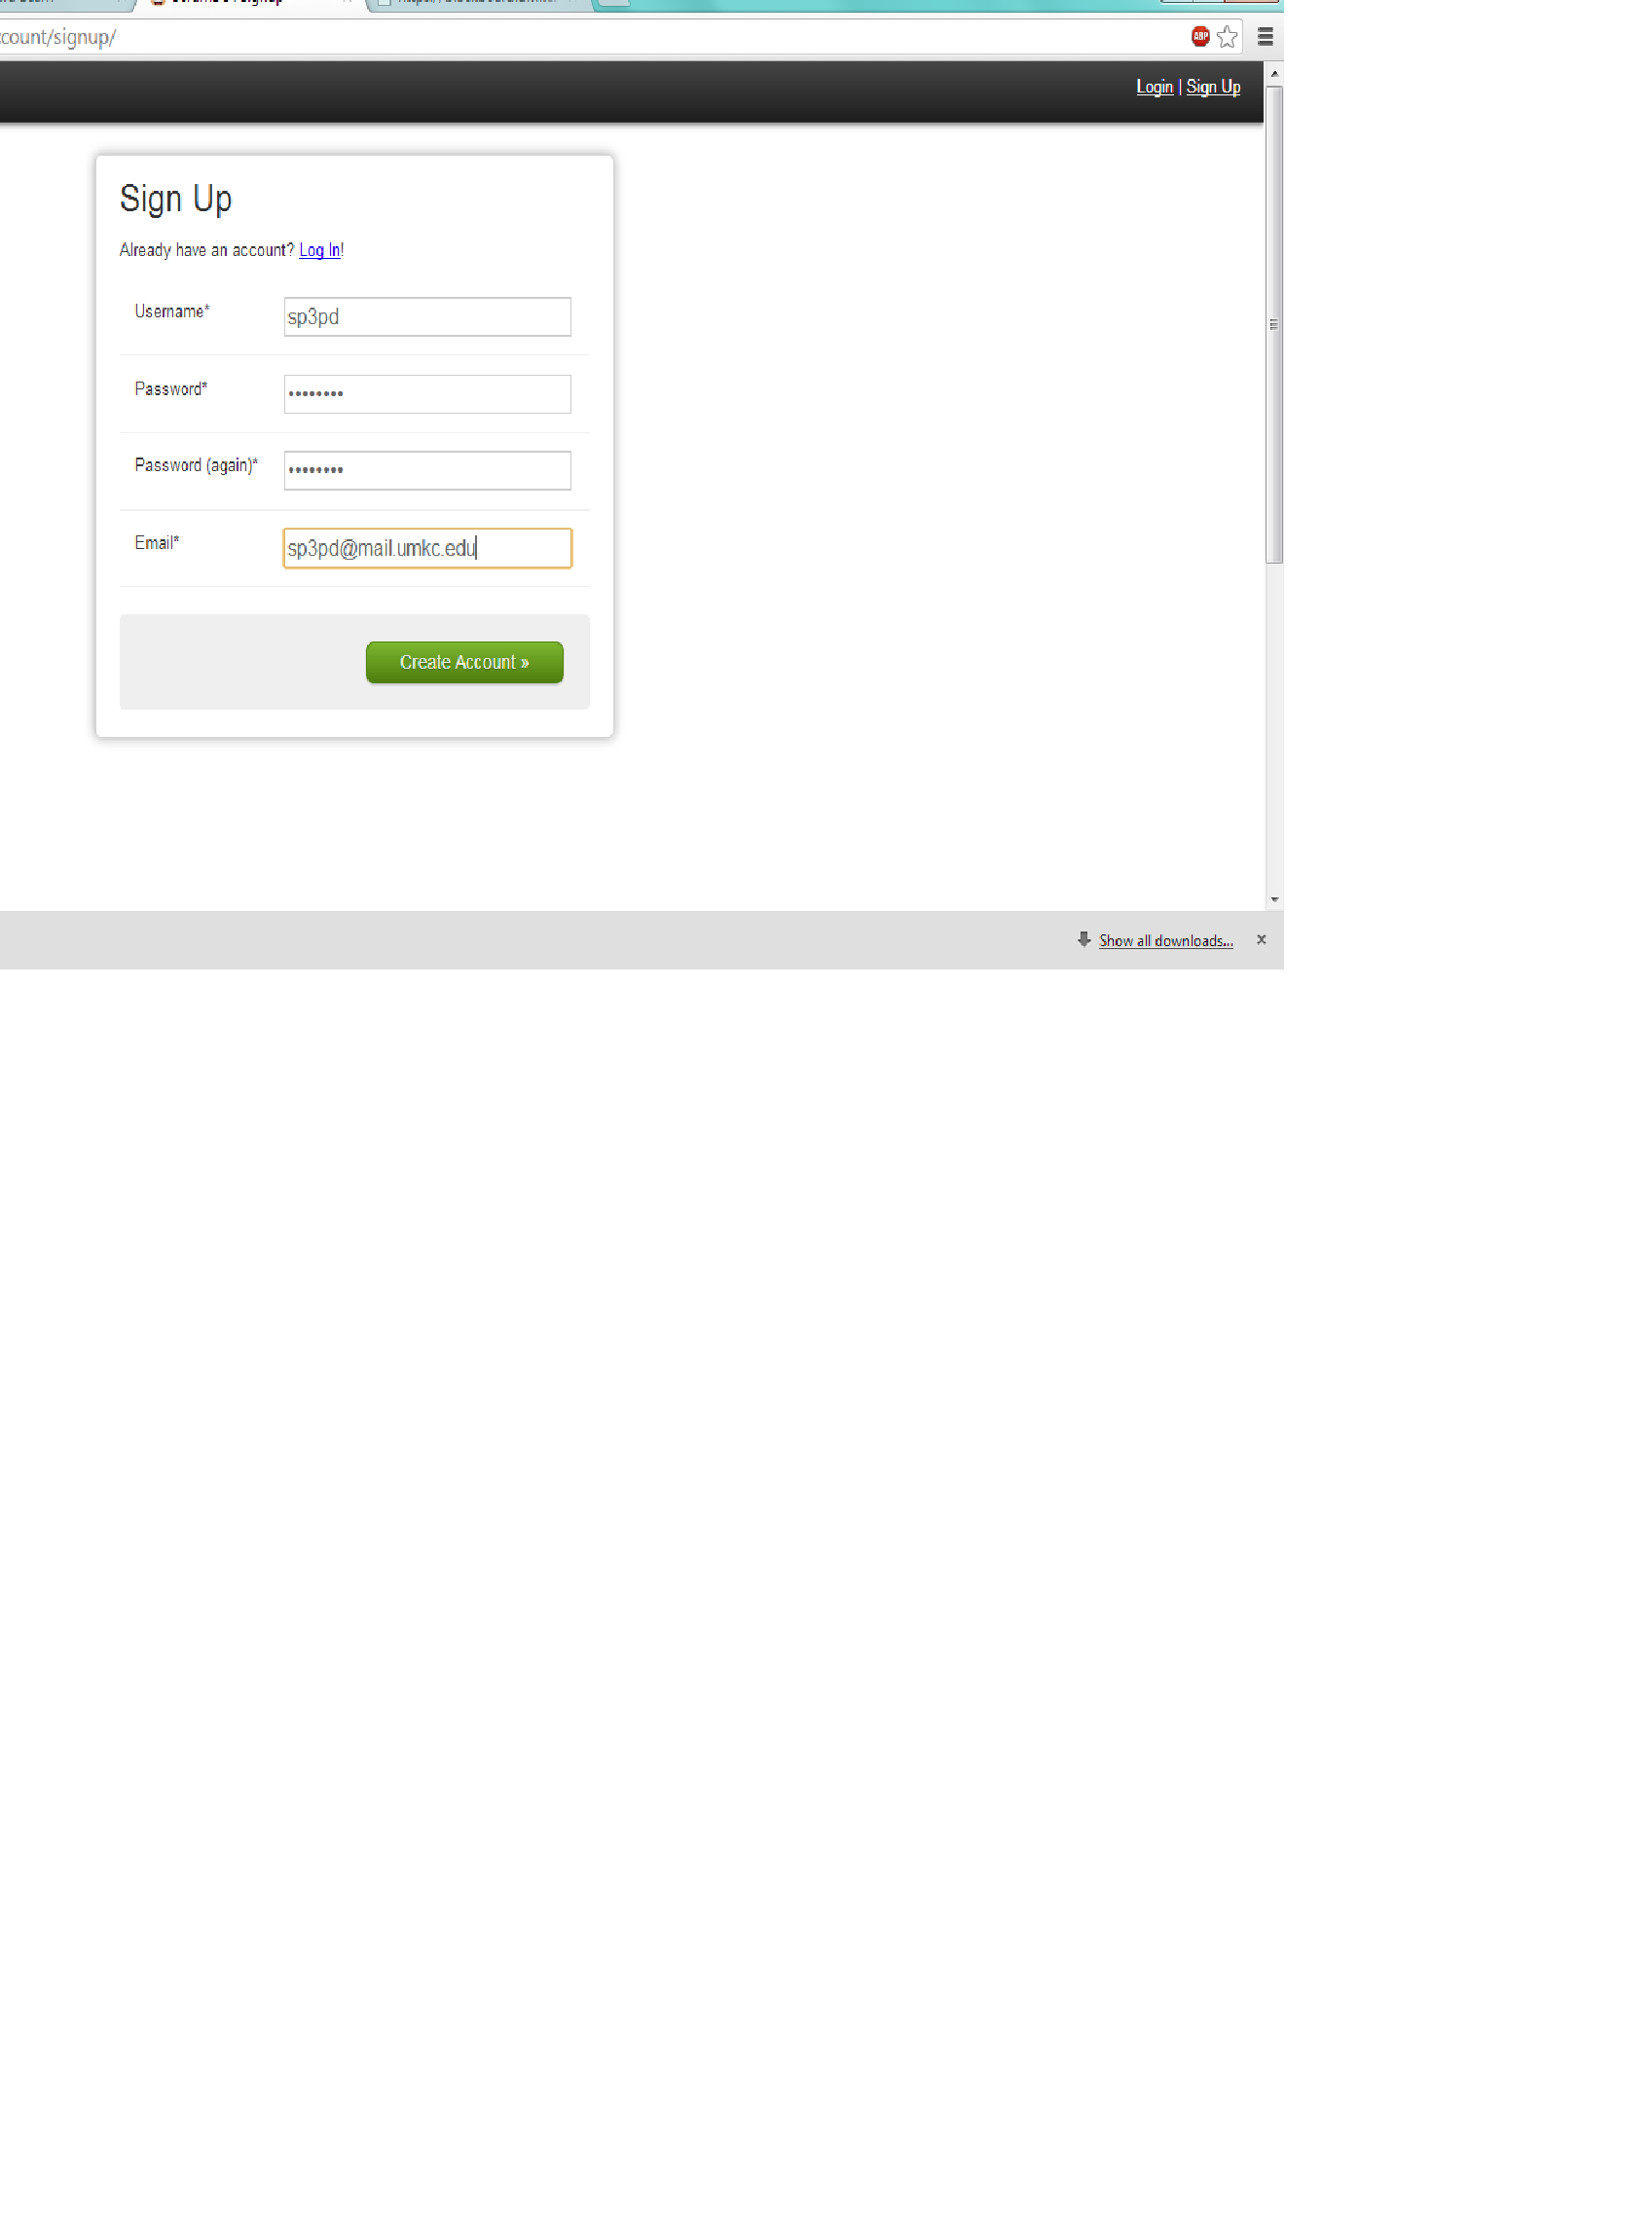 count/signup/
ABP
Login | Sign Up
Sign Up
Already have an account? Log In!
Username*
sp3pd
Password*
••••••••
Password (again)*
••••••••
Email*
sp3pd@mail.umkc.edu
Create Account »
Show all downloads...